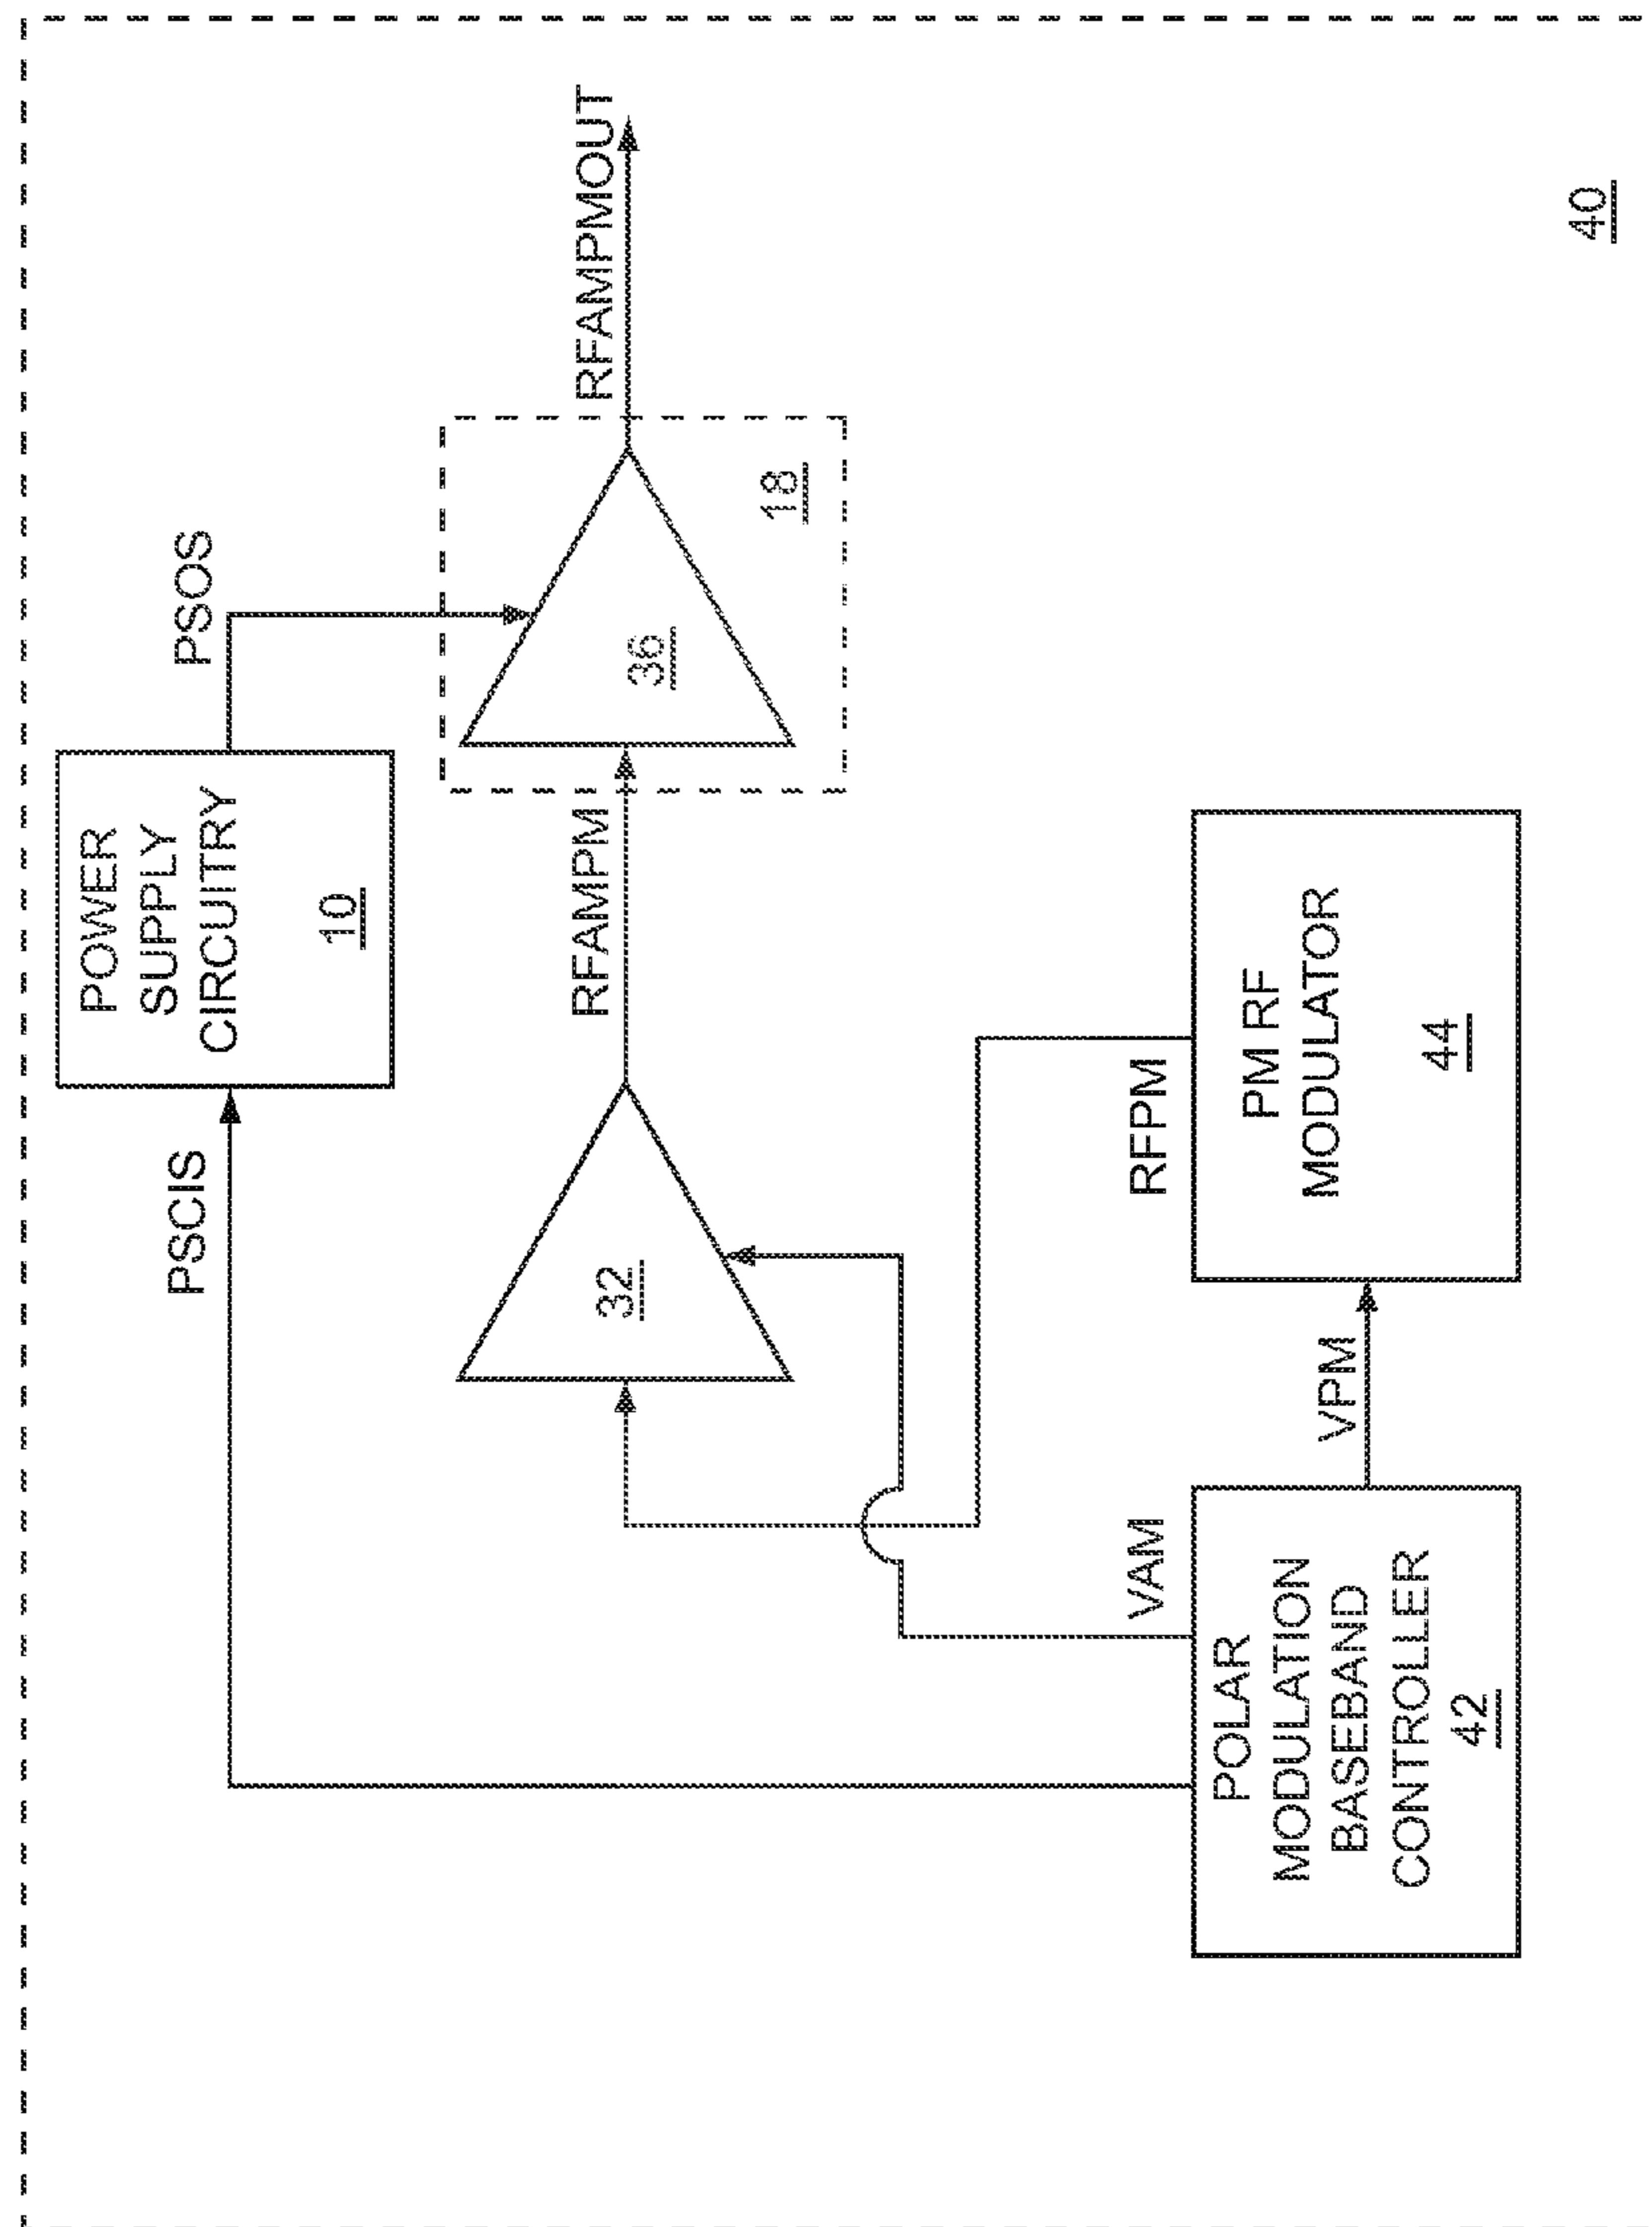 PSCIS
POWER
SUPPLY
CIRCUITRY
10
PSOS
32
RFAMPM
36
18
RFAMPMOUT
VAM
RFPM
POLAR
MODULATION
BASEBAND
CONTROLLER
42
VPM
PM RF
MODULATOR
44
40